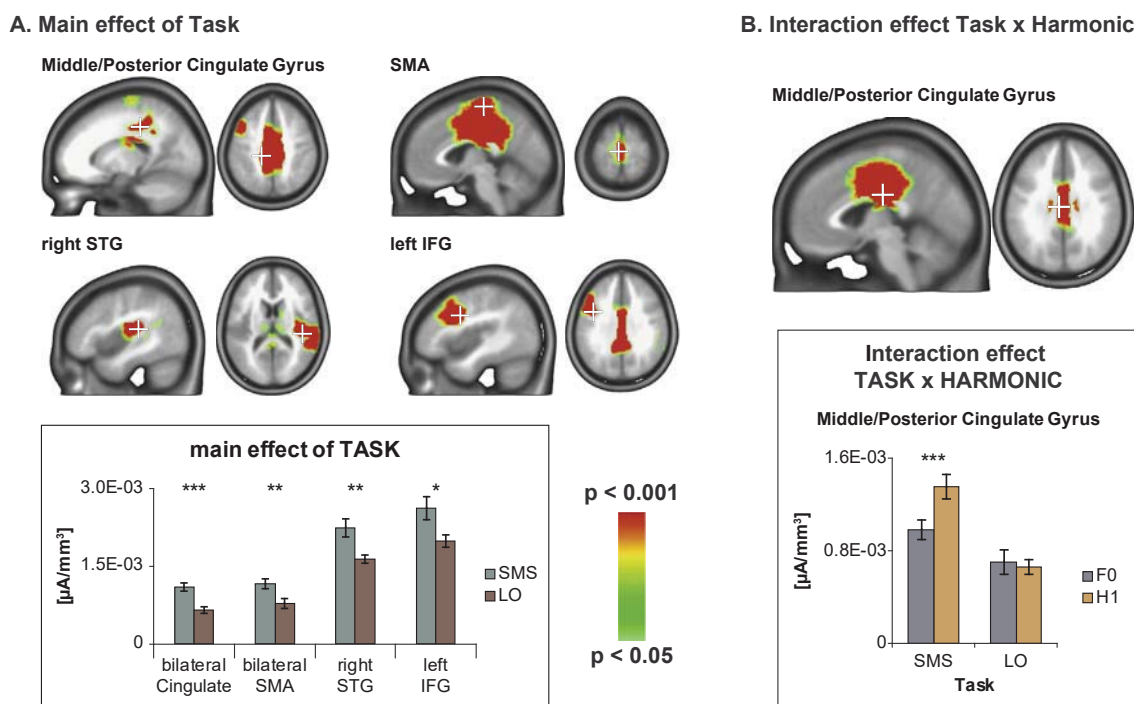 A. Main effect of Task
Middle/Posterior Cingulate Gyrus
SMA
right STG
left IFG
main effect of TASK
3.0E-03
1.5E-03
0
[µA/mm³]
***
**
**
*
SMS
LO
bilateral
Cingulate
bilateral
SMA
right
STG
left
IFG
p < 0.001
p < 0.05
B. Interaction effect Task x Harmonic
Middle/Posterior Cingulate Gyrus
Interaction effect
TASK x HARMONIC
Middle/Posterior Cingulate Gyrus
1.6E-03
0.8E-03
0
[µA/mm³]
***
F0
H1
SMS
LO
Task